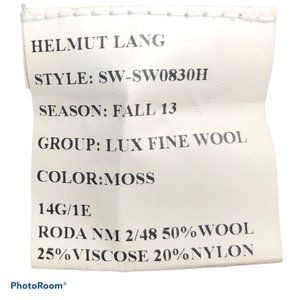 HELMUT LANG
STYLE: SW-SW0830H
SEASON: FALL 13
GROUP: LUX FINE WOOL
COLOR:MOSS
14G/1E
RODA NM 2/48 50%WOOL
25%VISCOSE 20%NYLON
PhotoRoom®